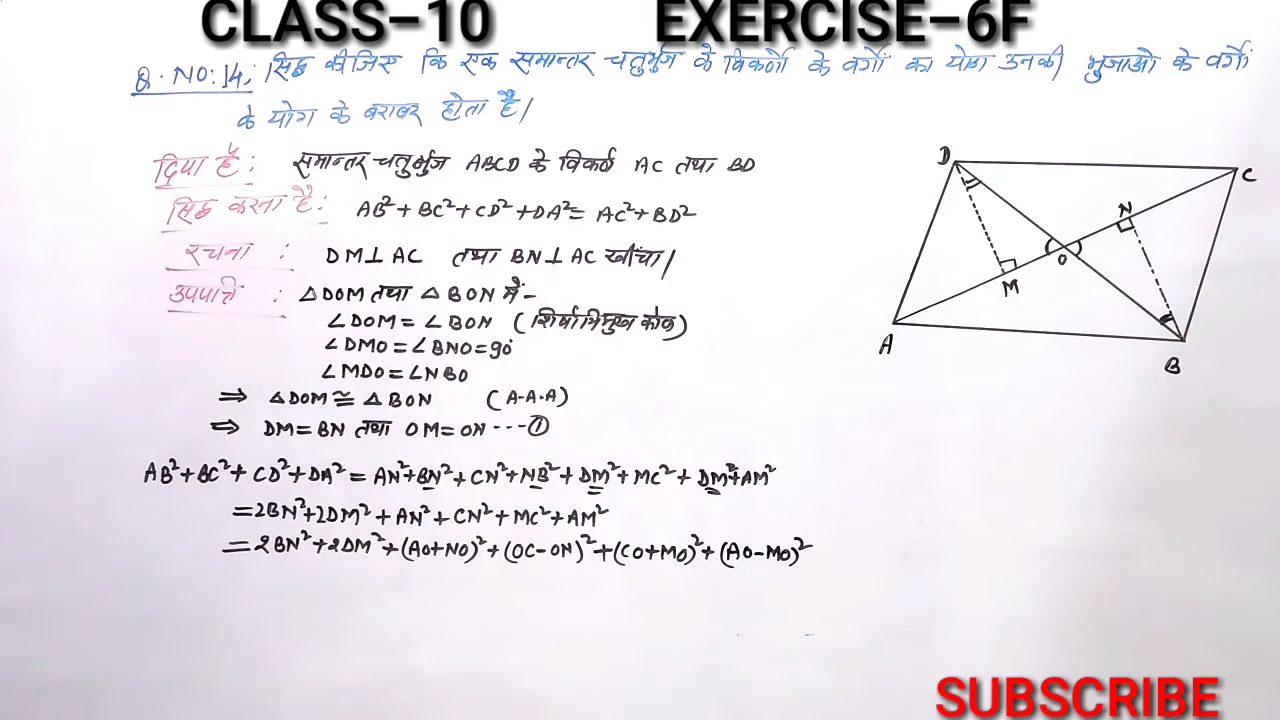 CLASS-10 EXERCISE-6F
Q. NO: 14; सिद्ध कीजिए कि एक समान्तर चतुर्भुज के विकर्णों के वर्गों का योग उनकी भुजाओ के वर्गों
के योग के बराबर होता है।
दिया है: समान्तर चतुर्भुज ABCD के विकर्ण AC तथा BD
सिद्ध करना है: AB²+BC²+CD²+DA²= AC²+BD²
रचना : DM⊥AC तथा BN⊥AC खींचा।
उपपत्ति : △DOM तथा △BON में-
∠DOM = ∠BON (शिर्षाभिमुख कोण)
∠DMO = ∠BNO = 90°
∠MDO = ∠NBO
⇒ △DOM ≅ △BON (A-A-A)
⇒ DM = BN तथा OM = ON ---①
AB²+BC²+CD²+DA² = AN²+BN²+CN²+NB²+DM²+MC²+DM²+AM²
=2BN²+2DM²+AN²+CN²+MC²+AM²
=2BN²+2DM²+(AO+NO)²+(OC-ON)²+(CO+MO)²+(AO-MO)²
D
C
N
O
M
A
B
SUBSCRIBE